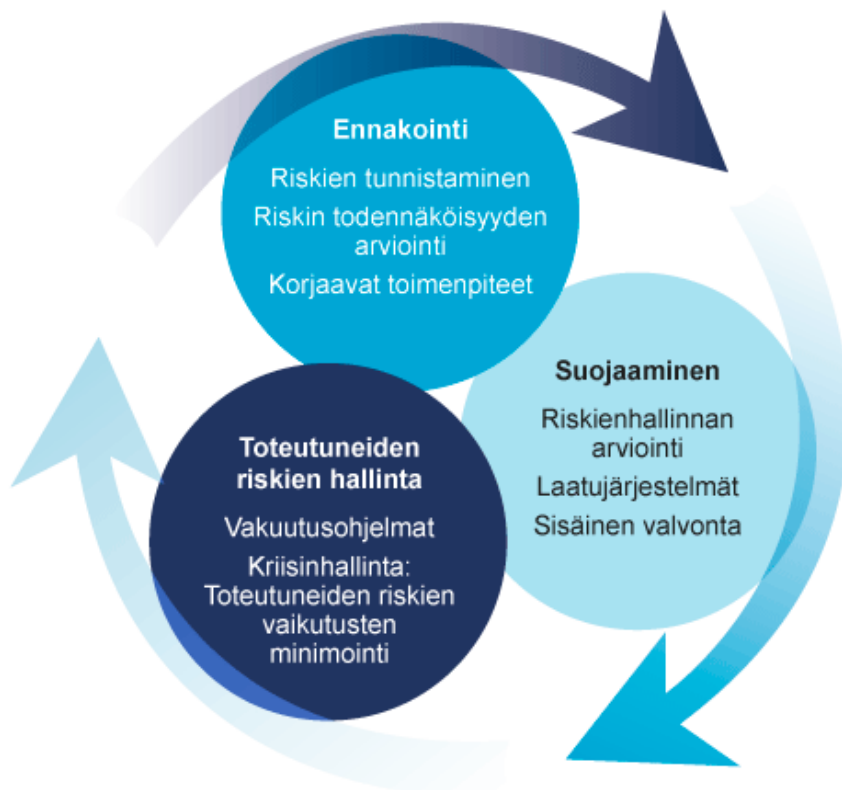 Ennakointi
Riskien tunnistaminen
Riskin todennäköisyyden
arviointi
Korjaavat toimenpiteet
Suojaaminen
Riskienhallinnan
arviointi
Laatujärjestelmät
Sisäinen valvonta
Toteutuneiden
riskien hallinta
Vakuutusohjelmat
Kriisinhallinta:
Toteutuneiden riskien
vaikutusten
minimointi